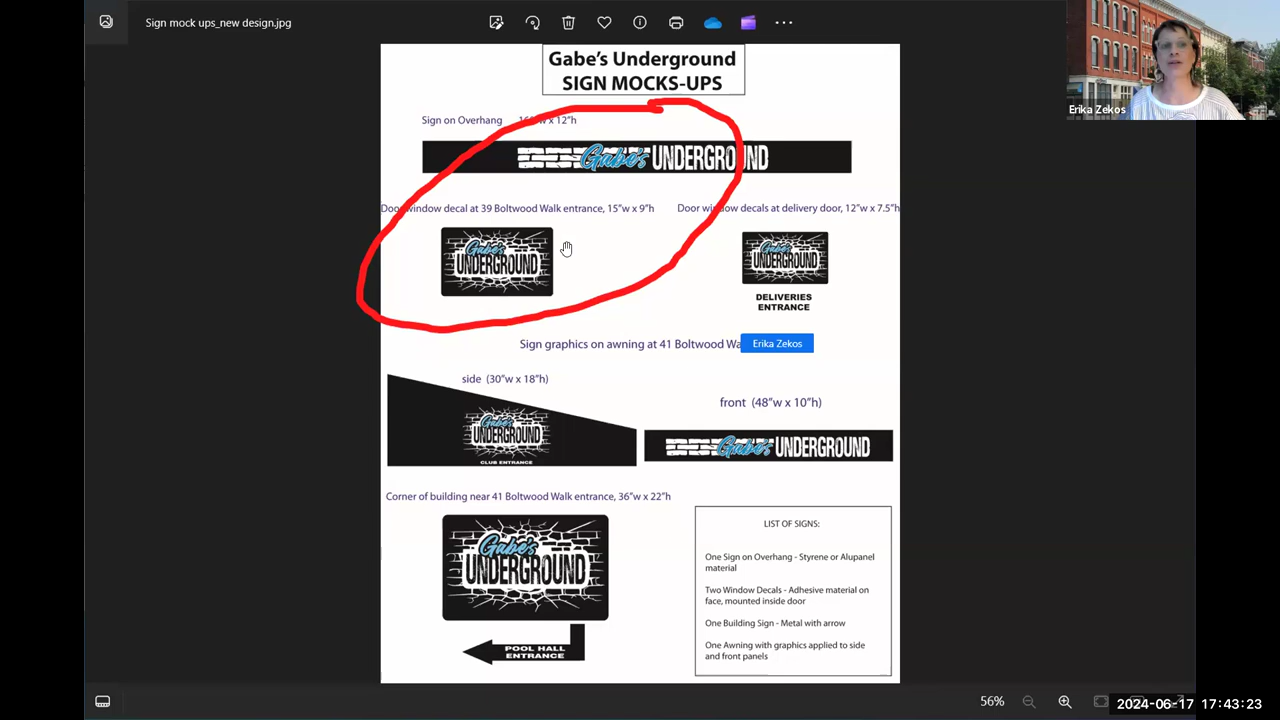 Sign mock ups_new design.jpg
Erika Zekos
Gabe's Underground
SIGN MOCKS-UPS
Sign on Overhang
w x 12"h
Gabe's UNDERGROUND
Door window decal at 39 Boltwood Walk entrance, 15"w x 9"h
Door window decals at delivery door, 12"w x 7.5"h
Gabe's
UNDERGROUND
Gabe's
UNDERGROUND
DELIVERIES
ENTRANCE
Sign graphics on awning at 41 Boltwood
Erika Zekos
side (30"w x 18"h)
front (48"w x 10"h)
Gabe's
UNDERGROUND
CLUB ENTRANCE
Gabe's UNDERGROUND
Corner of building near 41 Boltwood Walk entrance, 36"w x 22"h
Gabe's
UNDERGROUND
POOL HALL
ENTRANCE
LIST OF SIGNS:
One Sign on Overhang - Styrene or Alupanel
material
Two Window Decals - Adhesive material on
face, mounted inside door
One Building Sign - Metal with arrow
One Awning with graphics applied to side
and front panels
56%
2024-06-17 17:43:23